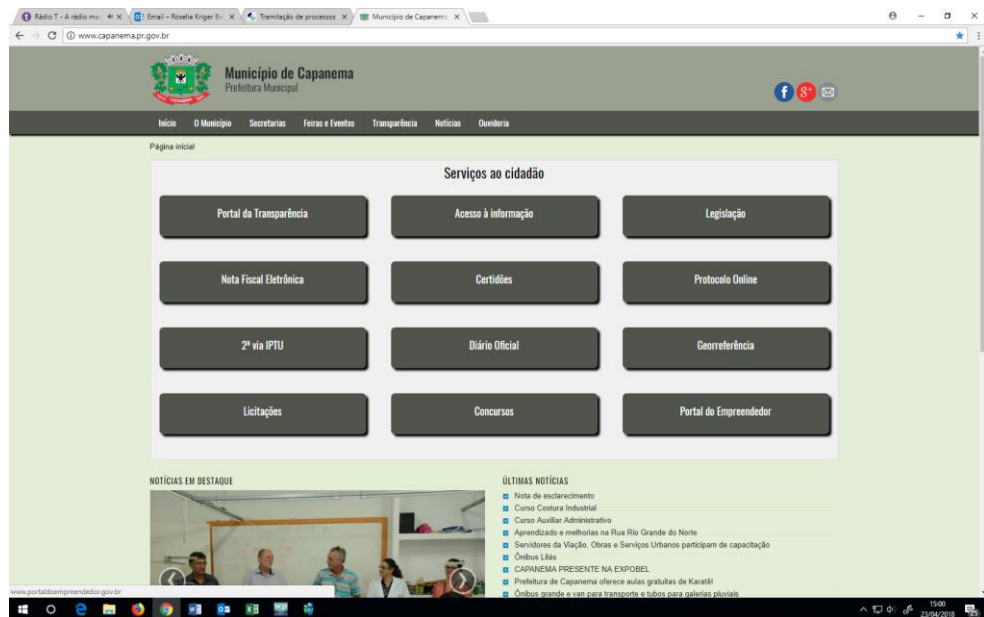 Rádio T - A rádio ma
Email – Roselia Kriger Be
Tramitação de processos
Município de Capanema
www.capanema.pr.gov.br
Município de Capanema
Prefeitura Municipal
Início O Município Secretarias Feiras e Eventos Transparência Notícias Ouvidoria
Página inicial
Serviços ao cidadão
Portal da Transparência Acesso à informação Legislação
Nota Fiscal Eletrônica Certidões Protocolo Online
2ª via IPTU Diário Oficial Georreferência
Licitações Concursos Portal do Empreendedor
NOTÍCIAS EM DESTAQUE
ÚLTIMAS NOTÍCIAS
Nota de esclarecimento
Curso Costura Industrial
Curso Auxiliar Administrativo
Aprendizado e melhorias na Rua Rio Grande do Norte
Servidores da Viação, Obras e Serviços Urbanos participam de capacitação
Ônibus Lilás
CAPANEMA PRESENTE NA EXPOBEL
Prefeitura de Capanema oferece aulas gratuitas de Karatê!
Ônibus grande e van para transporte e tubos para galerias pluviais
www.portaldoempreendedor.gov.br
15:00
23/04/2018